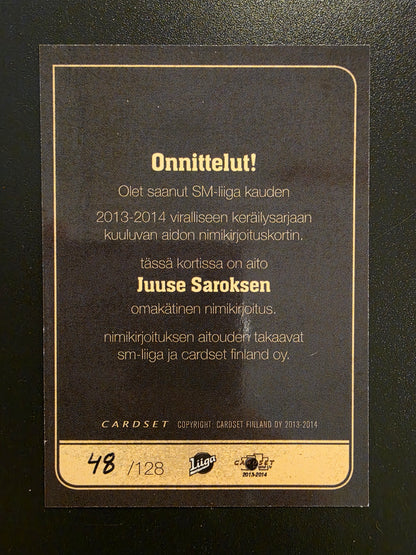 Onnittelut!
Olet saanut SM-liiga kauden
2013-2014 viralliseen keräilysarjaan
kuuluvan aidon nimikirjoituskortin.
tässä kortissa on aito
Juuse Saroksen
omakätinen nimikirjoitus.
nimikirjoituksen aitouden takaavat
sm-liiga ja cardset finland oy.
CARDSET COPYRIGHT: CARDSET FINLAND OY 2013-2014
48 /128 Liiga CARDSET
2013-2014